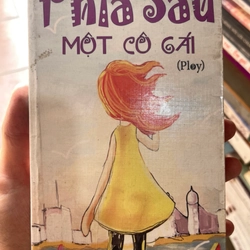 Phía Sau
MỘT CÔ GÁI
(Ploy)